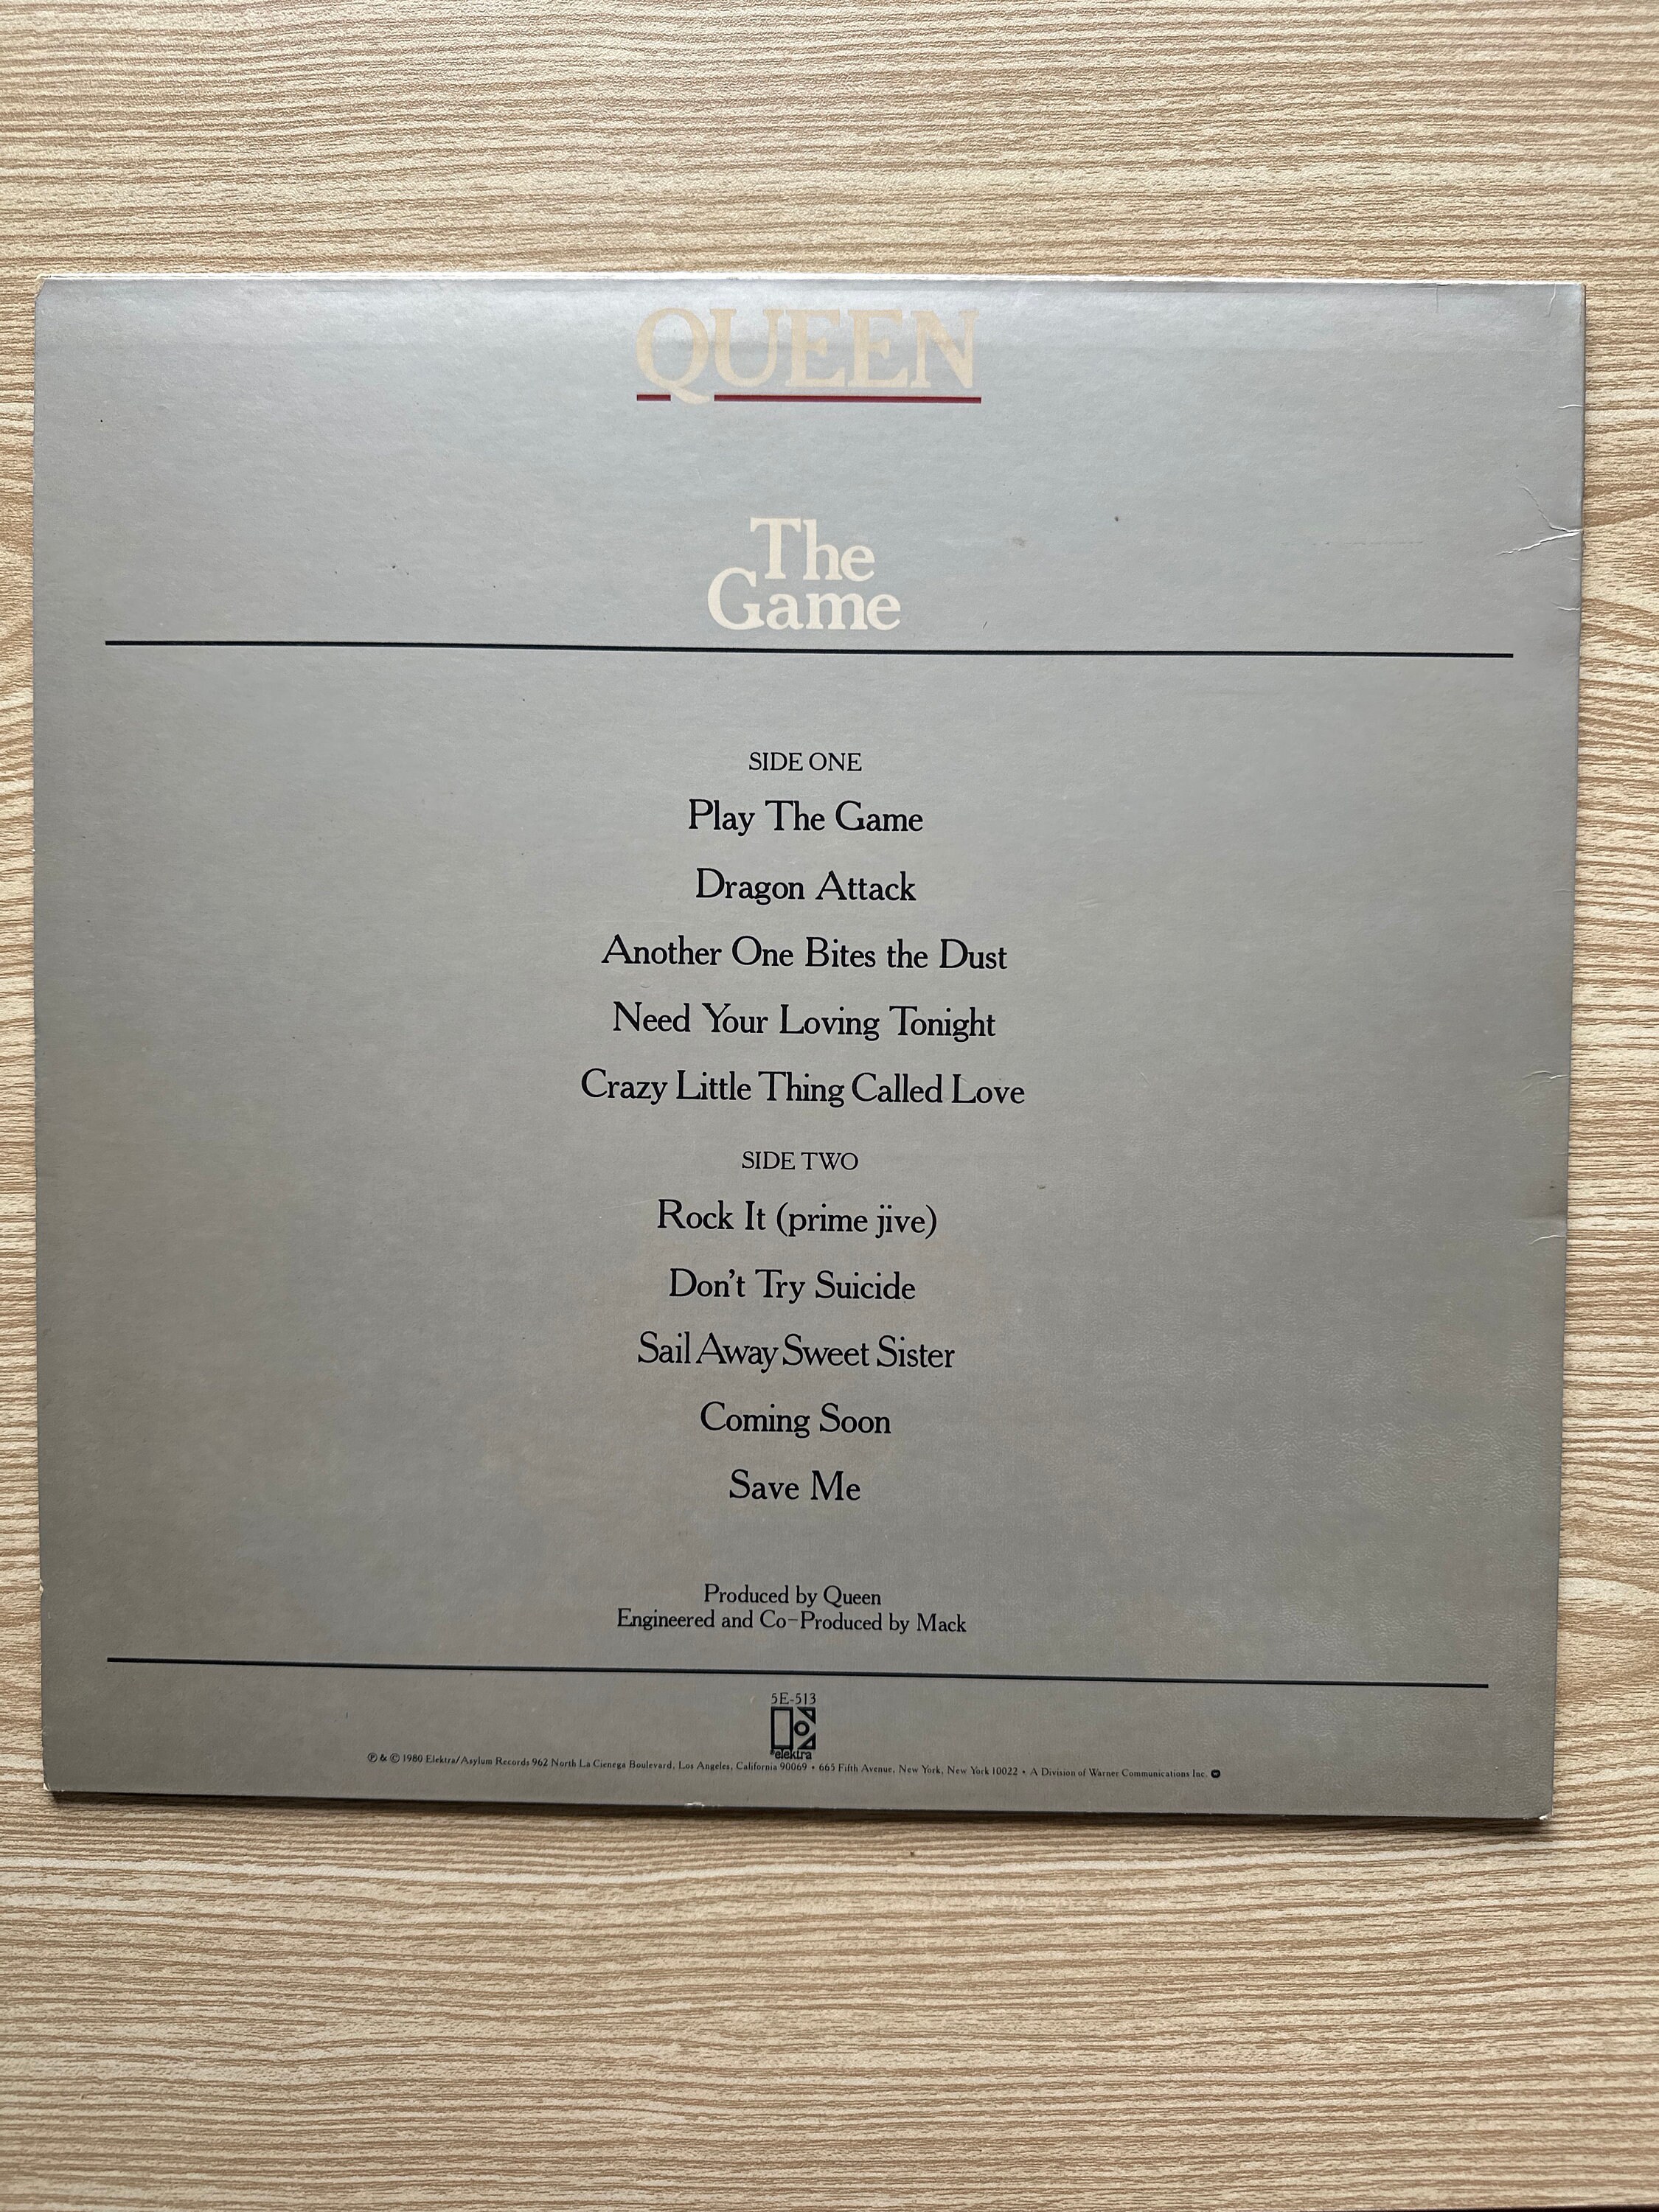 QUEEN
The
Game
SIDE ONE
Play The Game
Dragon Attack
Another One Bites the Dust
Need Your Loving Tonight
Crazy Little Thing Called Love
SIDE TWO
Rock It (prime jive)
Don't Try Suicide
Sail Away Sweet Sister
Coming Soon
Save Me
Produced by Queen
Engineered and Co-Produced by Mack
5E-513
elektra
℗ & © 1980 Elektra/Asylum Records 962 North La Cienega Boulevard, Los Angeles, California 90069 • 665 Fifth Avenue, New York, New York 10022 • A Division of Warner Communications Inc.